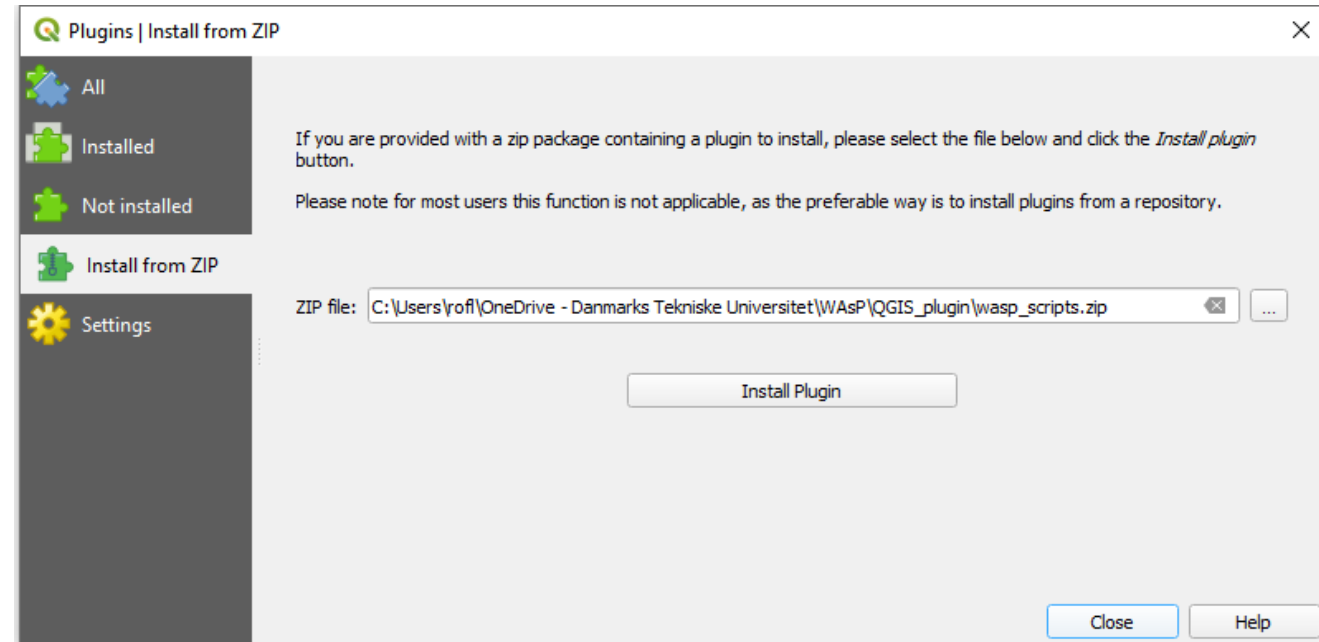 Plugins | Install from ZIP
All
Installed
Not installed
Install from ZIP
Settings
If you are provided with a zip package containing a plugin to install, please select the file below and click the Install plugin
button.
Please note for most users this function is not applicable, as the preferable way is to install plugins from a repository.
ZIP file: C:\Users\rofl\OneDrive - Danmarks Tekniske Universitet\WAsP\QGIS_plugin\wasp_scripts.zip ...
Install Plugin
Close Help